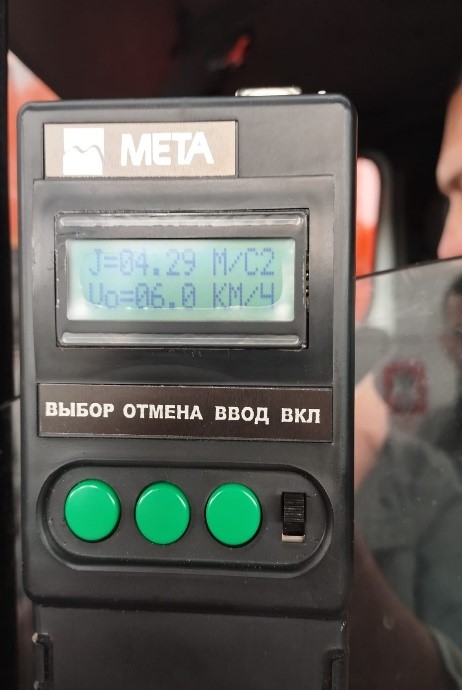 МЕТА
J=04.29 М/С2
Vo=06.0 КМ/Ч
ВЫБОР ОТМЕНА ВВОД ВКЛ